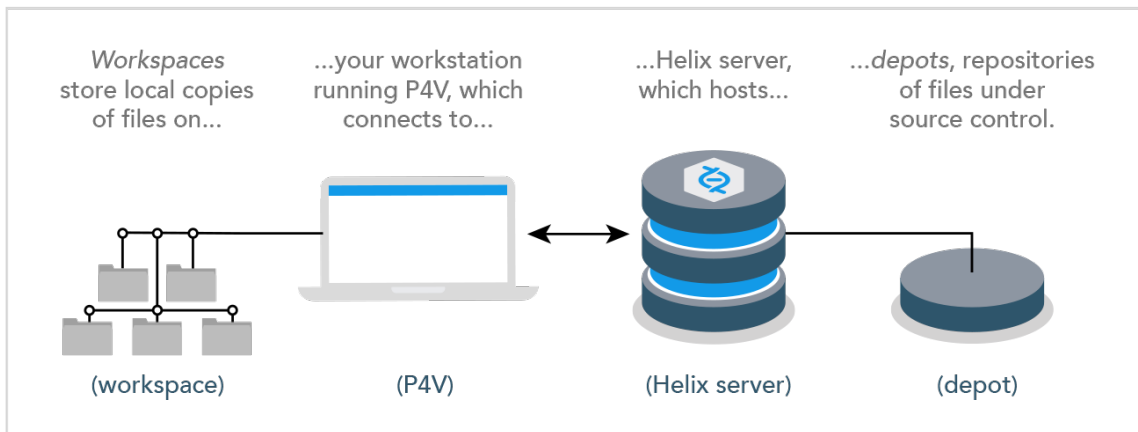 Workspaces
store local copies
of files on...
...your workstation
running P4V, which
connects to...
...Helix server,
which hosts...
...depots, repositories
of files under
source control.
(workspace)
(P4V)
(Helix server)
(depot)